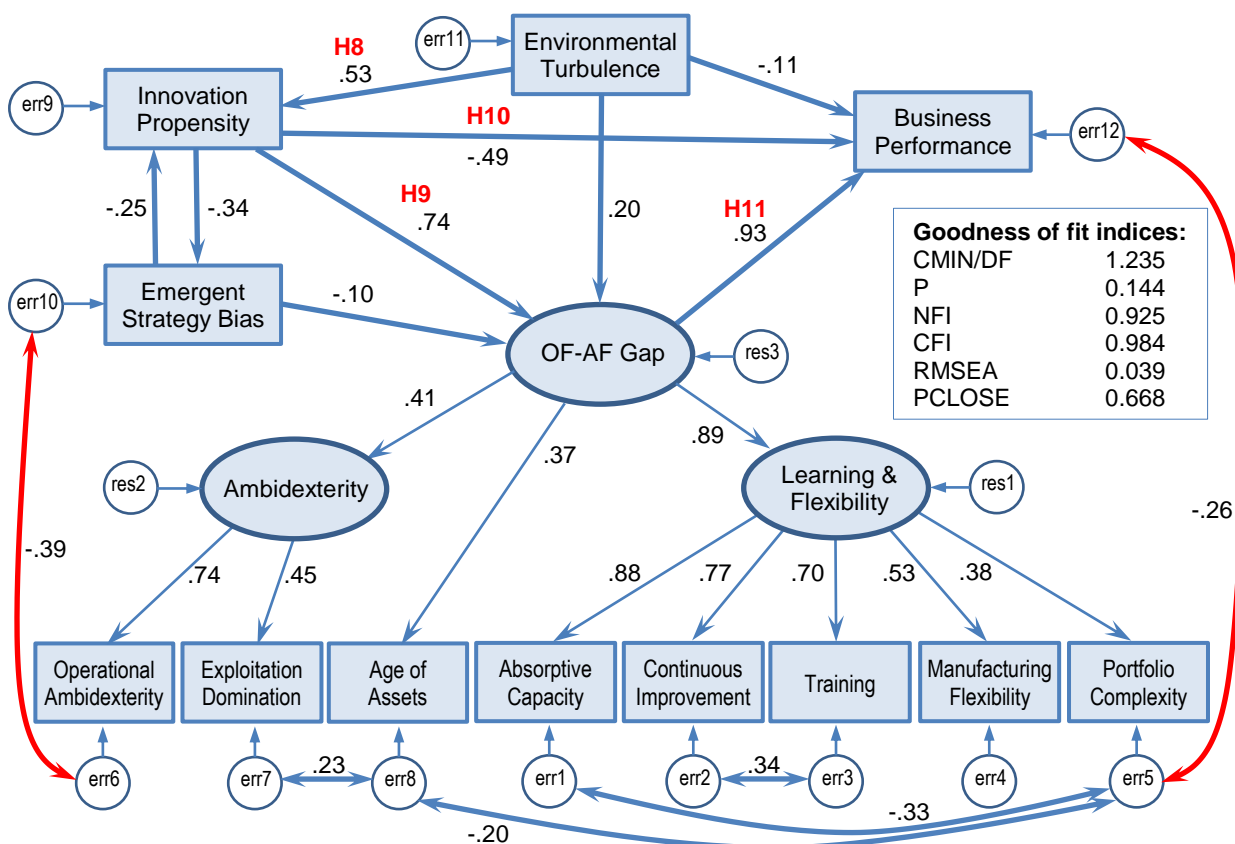 Environmental
Turbulence
err11
H8
.53
-.11
err9
Innovation
Propensity
H10
-.49
Business
Performance
err12
-.25
-.34
H9
.74
.20
H11
.93
Goodness of fit indices:
CMIN/DF 1.235
P 0.144
NFI 0.925
CFI 0.984
RMSEA 0.039
PCLOSE 0.668
err10
Emergent
Strategy Bias
-.10
OF-AF Gap
res3
.41
.37
.89
res2
Ambidexterity
Learning &
Flexibility
res1
-.26
-.39
.74
.45
.88
.77
.70
.53
.38
Operational
Ambidexterity
Exploitation
Domination
Age of
Assets
Absorptive
Capacity
Continuous
Improvement
Training
Manufacturing
Flexibility
Portfolio
Complexity
err6
err7
.23
err8
err1
err2
.34
err3
err4
err5
-.33
-.20